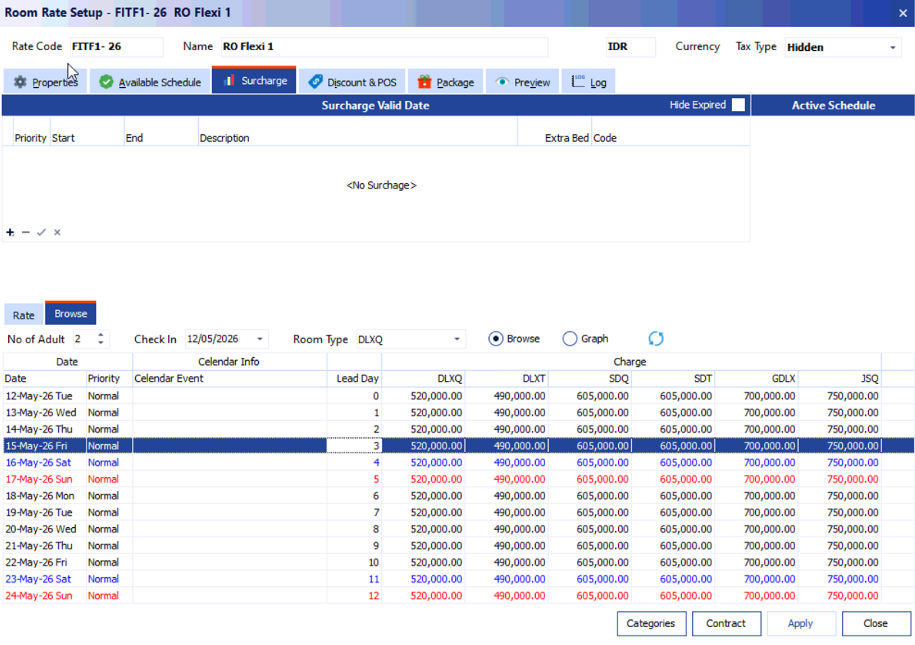 Room Rate Setup - FITF1- 26 RO Flexi 1
Rate Code FITF1- 26 Name RO Flexi 1 IDR Currency Tax Type Hidden
Properties Available Schedule Surcharge Discount & POS Package Preview Log
Surcharge Valid Date Hide Expired Active Schedule
Priority Start End Description Extra Bed Code
<No Surchage>
Rate Browse
No of Adult 2 Check In 12/05/2026 Room Type DLXQ Browse Graph
Date Celendar Info Charge
Date Priority Celendar Event Lead Day DLXQ DLXT SDQ SDT GDLX JSQ
12-May-26 Tue Normal 0 520,000.00 490,000.00 605,000.00 605,000.00 700,000.00 750,000.00
13-May-26 Wed Normal 1 520,000.00 490,000.00 605,000.00 605,000.00 700,000.00 750,000.00
14-May-26 Thu Normal 2 520,000.00 490,000.00 605,000.00 605,000.00 700,000.00 750,000.00
15-May-26 Fri Normal 3 520,000.00 490,000.00 605,000.00 605,000.00 700,000.00 750,000.00
16-May-26 Sat Normal 4 520,000.00 490,000.00 605,000.00 605,000.00 700,000.00 750,000.00
17-May-26 Sun Normal 5 520,000.00 490,000.00 605,000.00 605,000.00 700,000.00 750,000.00
18-May-26 Mon Normal 6 520,000.00 490,000.00 605,000.00 605,000.00 700,000.00 750,000.00
19-May-26 Tue Normal 7 520,000.00 490,000.00 605,000.00 605,000.00 700,000.00 750,000.00
20-May-26 Wed Normal 8 520,000.00 490,000.00 605,000.00 605,000.00 700,000.00 750,000.00
21-May-26 Thu Normal 9 520,000.00 490,000.00 605,000.00 605,000.00 700,000.00 750,000.00
22-May-26 Fri Normal 10 520,000.00 490,000.00 605,000.00 605,000.00 700,000.00 750,000.00
23-May-26 Sat Normal 11 520,000.00 490,000.00 605,000.00 605,000.00 700,000.00 750,000.00
24-May-26 Sun Normal 12 520,000.00 490,000.00 605,000.00 605,000.00 700,000.00 750,000.00
Categories Contract Apply Close